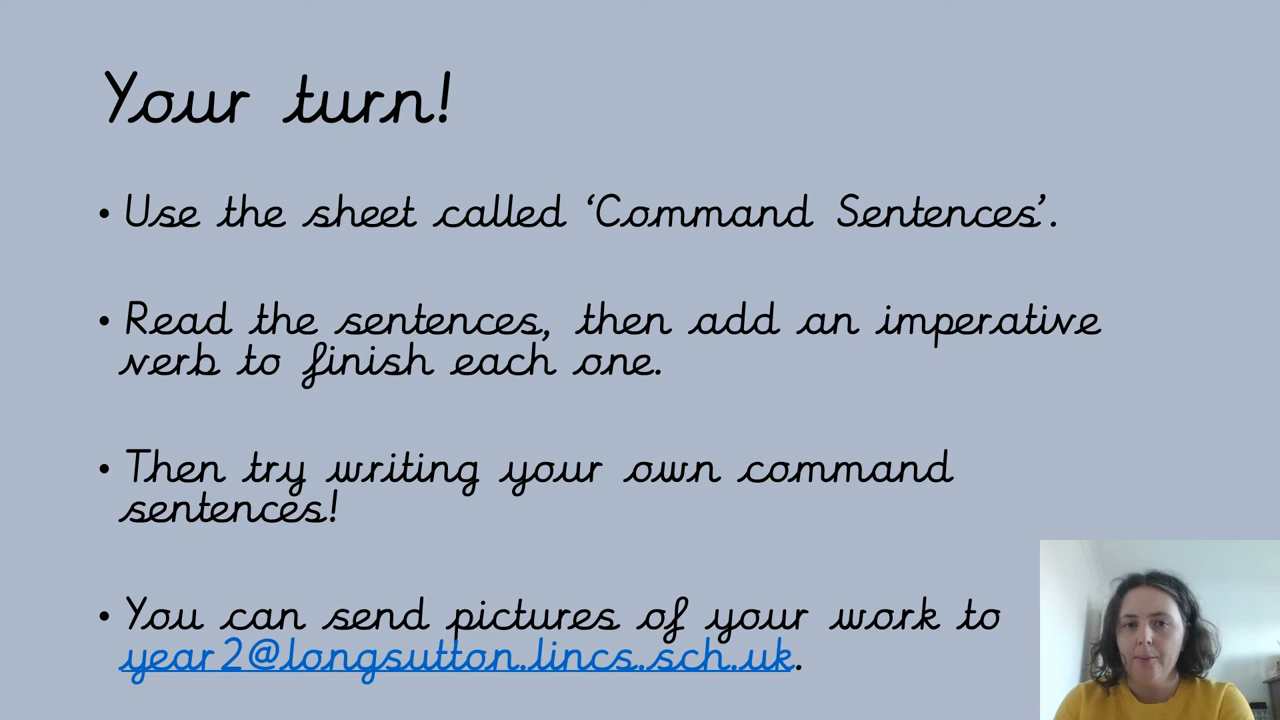 Your turn!
• Use the sheet called ‘Command Sentences’.
• Read the sentences, then add an imperative
verb to finish each one.
• Then try writing your own command
sentences!
• You can send pictures of your work to
year2@longsutton.lincs.sch.uk.